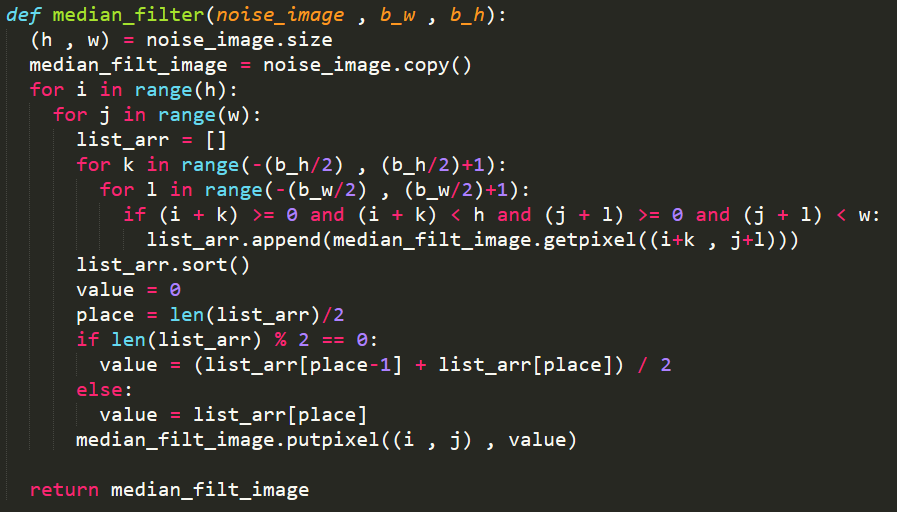 def median_filter(noise_image , b_w , b_h):
  (h , w) = noise_image.size
  median_filt_image = noise_image.copy()
  for i in range(h):
    for j in range(w):
      list_arr = []
      for k in range(-(b_h/2) , (b_h/2)+1):
        for l in range(-(b_w/2) , (b_w/2)+1):
          if (i + k) >= 0 and (i + k) < h and (j + l) >= 0 and (j + l) < w:
            list_arr.append(median_filt_image.getpixel((i+k , j+l)))
      list_arr.sort()
      value = 0
      place = len(list_arr)/2
      if len(list_arr) % 2 == 0:
        value = (list_arr[place-1] + list_arr[place]) / 2
      else:
        value = list_arr[place]
      median_filt_image.putpixel((i , j) , value)
  return median_filt_image